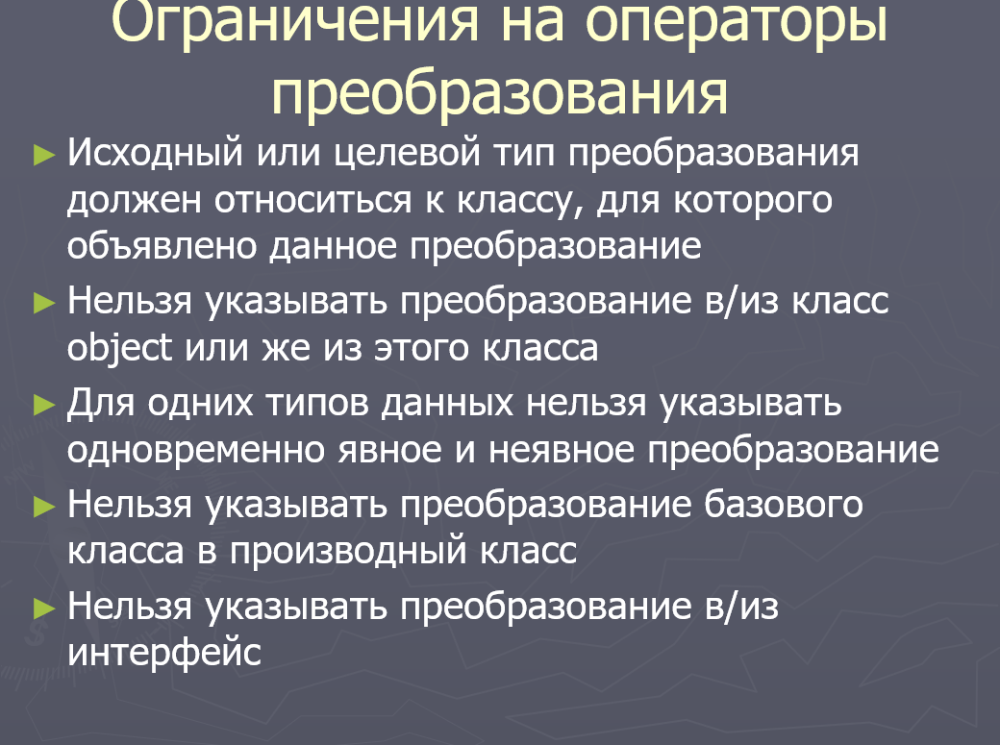 Ограничения на операторы
преобразования
► Исходный или целевой тип преобразования
должен относиться к классу, для которого
объявлено данное преобразование
► Нельзя указывать преобразование в/из класс
object или же из этого класса
► Для одних типов данных нельзя указывать
одновременно явное и неявное преобразование
► Нельзя указывать преобразование базового
класса в производный класс
► Нельзя указывать преобразование в/из
интерфейс